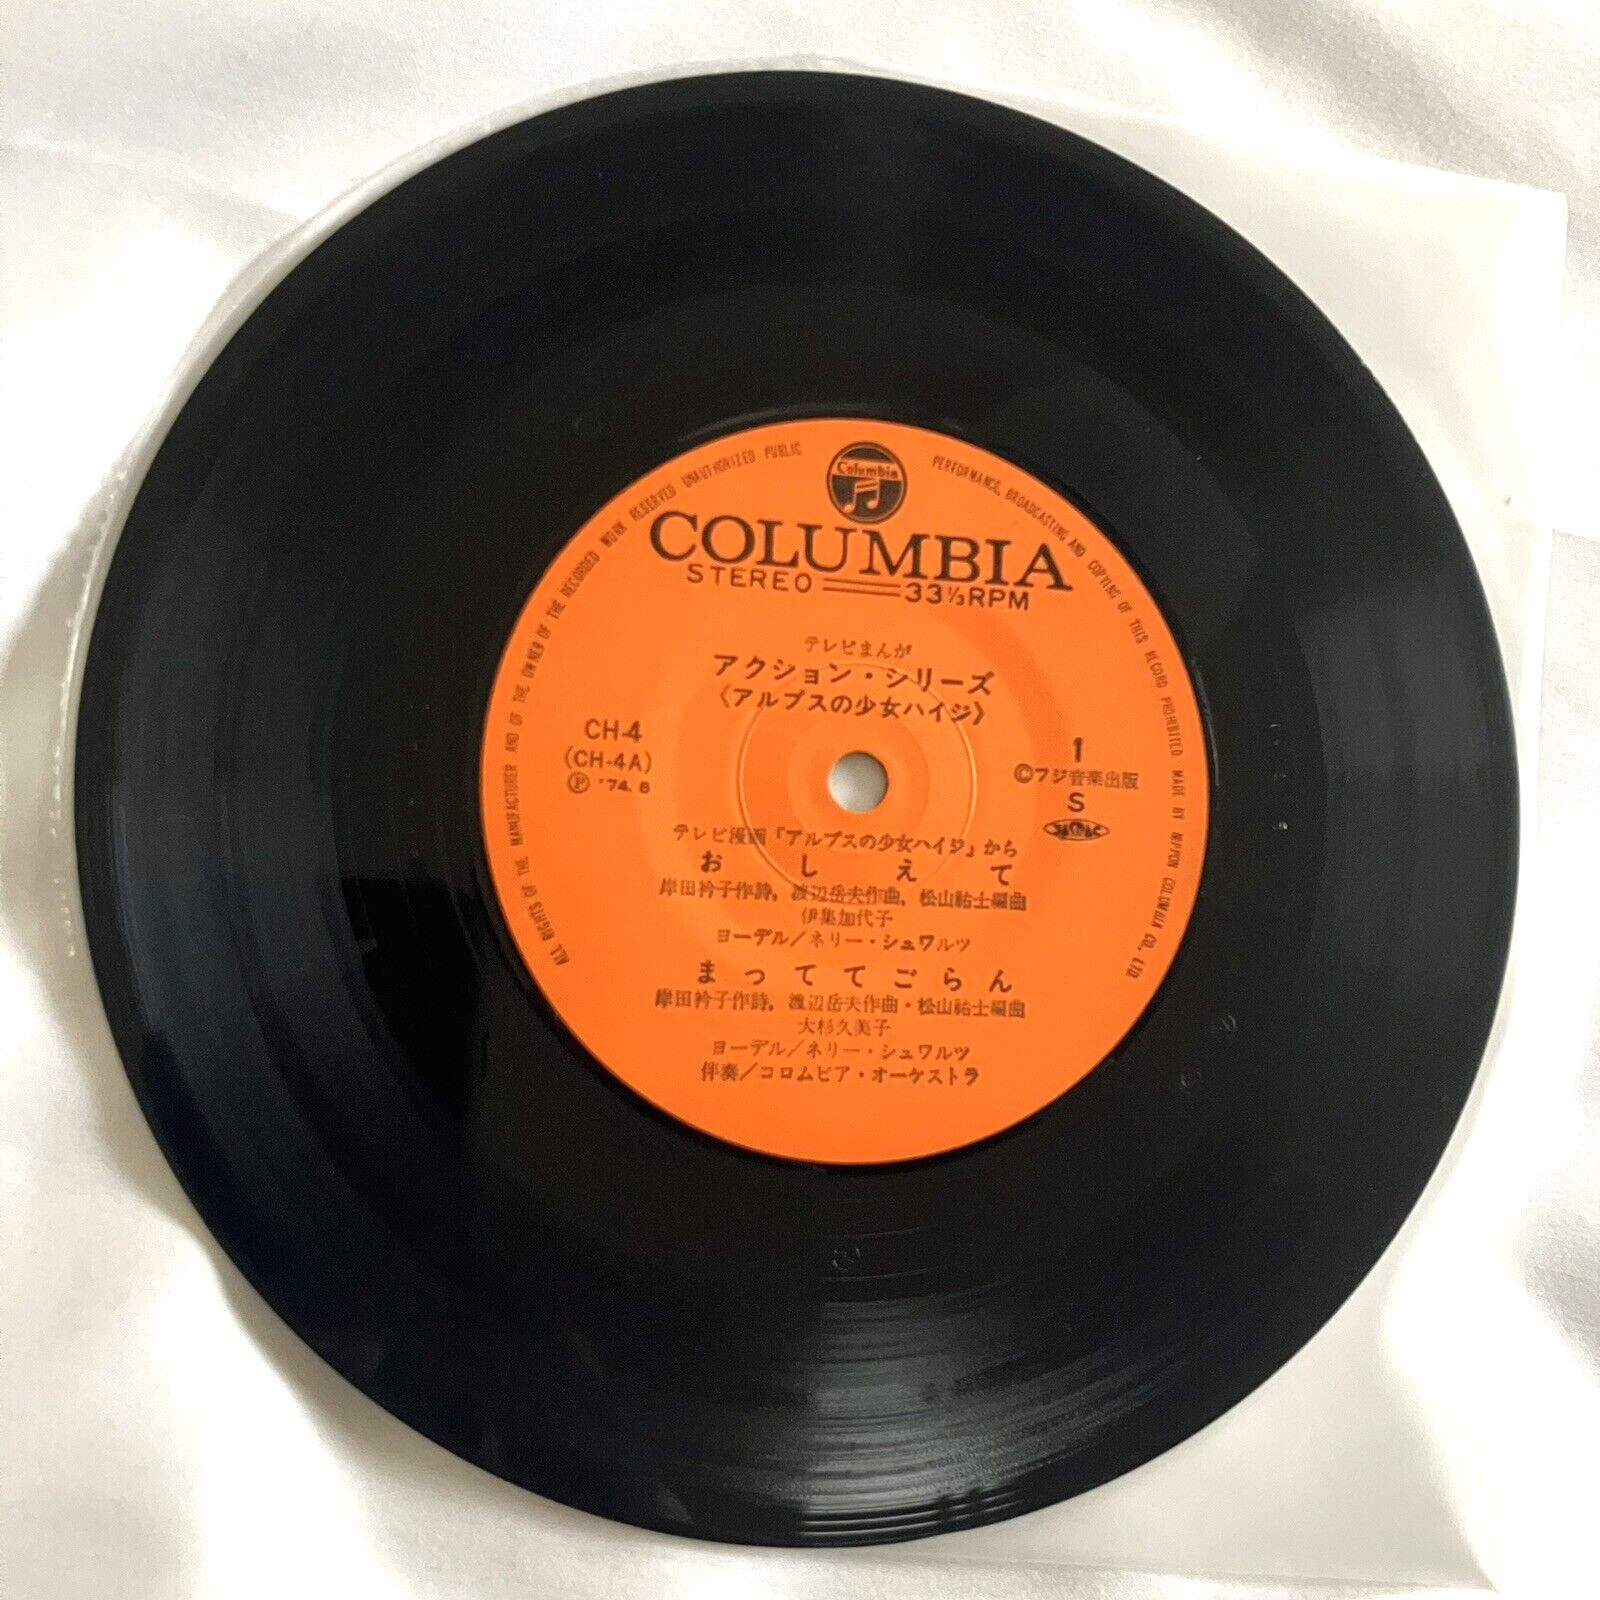 ALL RIGHTS OF THE MANUFACTURER AND OF THE OWNER OF THE RECORDED WORK RESERVED UNAUTHORIZED PUBLIC PERFORMANCE, BROADCASTING AND COPYING OF THIS RECORD PROHIBITED. MADE BY NIPPON COLUMBIA CO., LTD.
Columbia
COLUMBIA
STEREO 33⅓RPM
テレビまんが
アクション・シリーズ
《アルプスの少女ハイジ》
CH-4
(CH-4A)
Ⓟ '74. 8
1
©フジ音楽出版
S
JASRAC
テレビ漫画『アルプスの少女ハイジ』から
おしえて
岸田衿子作詩, 渡辺岳夫作曲, 松山祐士編曲
伊集加代子
ヨーデル/ネリー・シュワルツ
まっててごらん
岸田衿子作詩, 渡辺岳夫作曲・松山祐士編曲
大杉久美子
ヨーデル/ネリー・シュワルツ
伴奏/コロムビア・オーケストラ